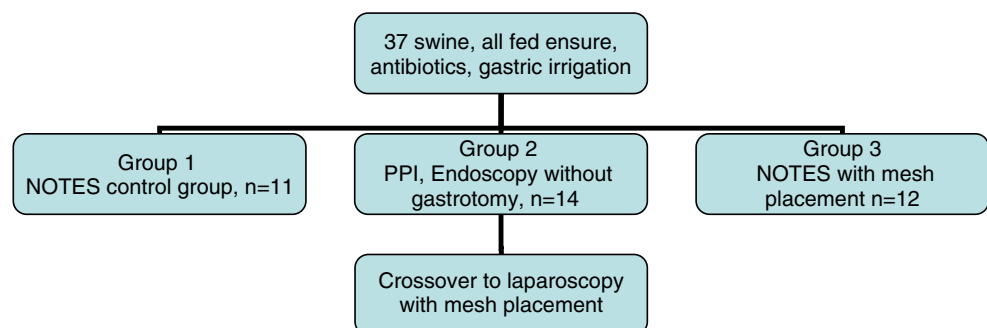 37 swine, all fed ensure,
antibiotics, gastric irrigation
Group 1
NOTES control group, n=11
Group 2
PPI, Endoscopy without
gastrotomy, n=14
Group 3
NOTES with mesh
placement n=12
Crossover to laparoscopy
with mesh placement